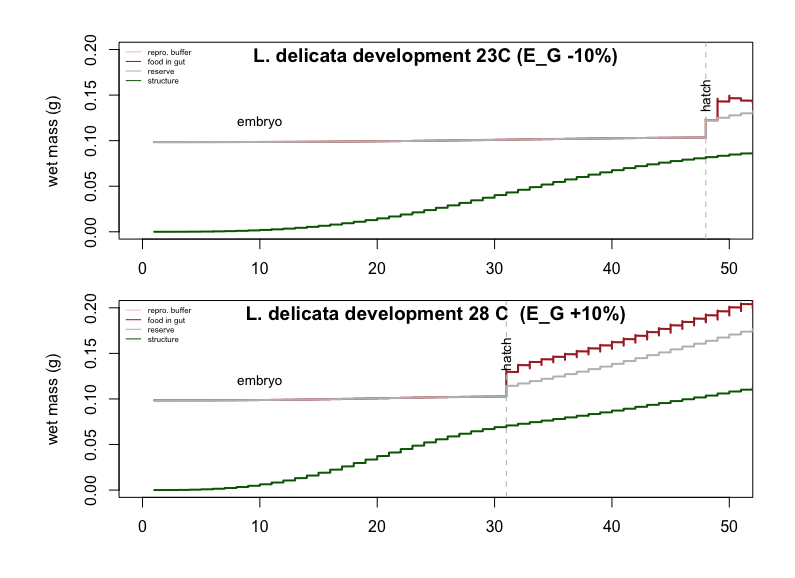 L. delicata development 23C (E_G -10%)
repro. buffer
food in gut
reserve
structure
embryo
hatch
wet mass (g)
0.00 0.05 0.10 0.15 0.20
0 10 20 30 40 50
L. delicata development 28 C (E_G +10%)
repro. buffer
food in gut
reserve
structure
embryo
hatch
wet mass (g)
0.00 0.05 0.10 0.15 0.20
0 10 20 30 40 50